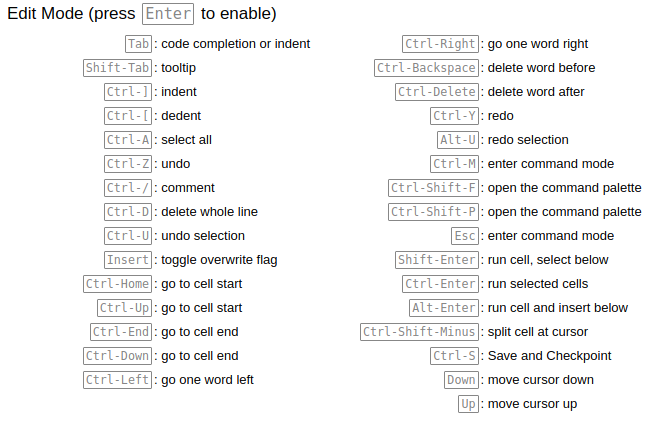 Edit Mode (press Enter to enable)
Tab : code completion or indent
Shift-Tab : tooltip
Ctrl-] : indent
Ctrl-[ : dedent
Ctrl-A : select all
Ctrl-Z : undo
Ctrl-/ : comment
Ctrl-D : delete whole line
Ctrl-U : undo selection
Insert : toggle overwrite flag
Ctrl-Home : go to cell start
Ctrl-Up : go to cell start
Ctrl-End : go to cell end
Ctrl-Down : go to cell end
Ctrl-Left : go one word left
Ctrl-Right : go one word right
Ctrl-Backspace : delete word before
Ctrl-Delete : delete word after
Ctrl-Y : redo
Alt-U : redo selection
Ctrl-M : enter command mode
Ctrl-Shift-F : open the command palette
Ctrl-Shift-P : open the command palette
Esc : enter command mode
Shift-Enter : run cell, select below
Ctrl-Enter : run selected cells
Alt-Enter : run cell and insert below
Ctrl-Shift-Minus : split cell at cursor
Ctrl-S : Save and Checkpoint
Down : move cursor down
Up : move cursor up